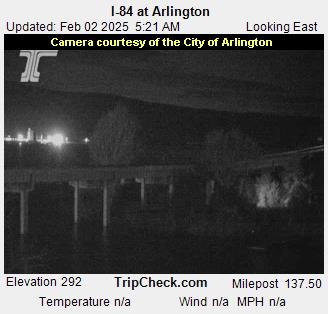 I-84 at Arlington
Updated: Feb 02 2025 5:21 AM Looking East
Camera courtesy of the City of Arlington
Elevation 292 TripCheck.com Milepost 137.50
Temperature n/a Wind n/a MPH n/a